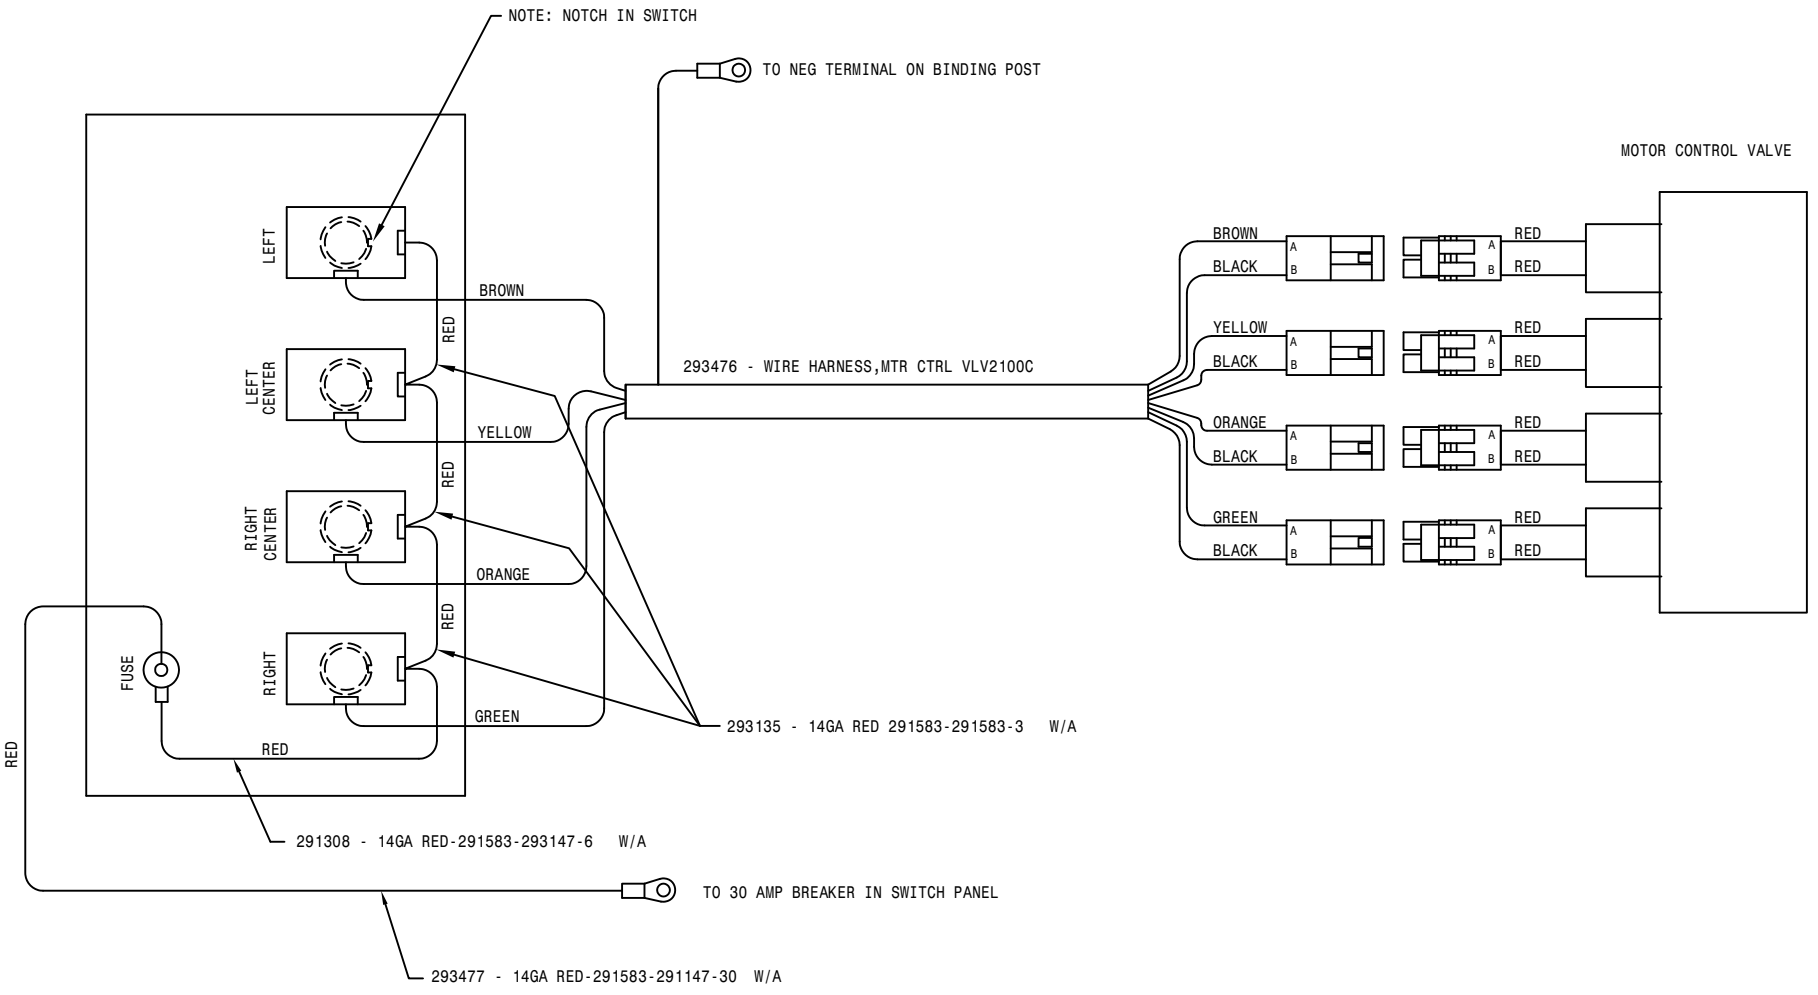 NOTE: NOTCH IN SWITCH
TO NEG TERMINAL ON BINDING POST
MOTOR CONTROL VALVE
LEFT
BROWN
RED
LEFT
CENTER
YELLOW
RED
RIGHT
CENTER
ORANGE
RED
RIGHT
GREEN
FUSE
RED
RED
293476 - WIRE HARNESS,MTR CTRL VLV2100C
BROWN
A
A
RED
BLACK
B
B
RED
YELLOW
A
A
RED
BLACK
B
B
RED
ORANGE
A
A
RED
BLACK
B
B
RED
GREEN
A
A
RED
BLACK
B
B
RED
293135 - 14GA RED 291583-291583-3 W/A
291308 - 14GA RED-291583-293147-6 W/A
TO 30 AMP BREAKER IN SWITCH PANEL
293477 - 14GA RED-291583-291147-30 W/A